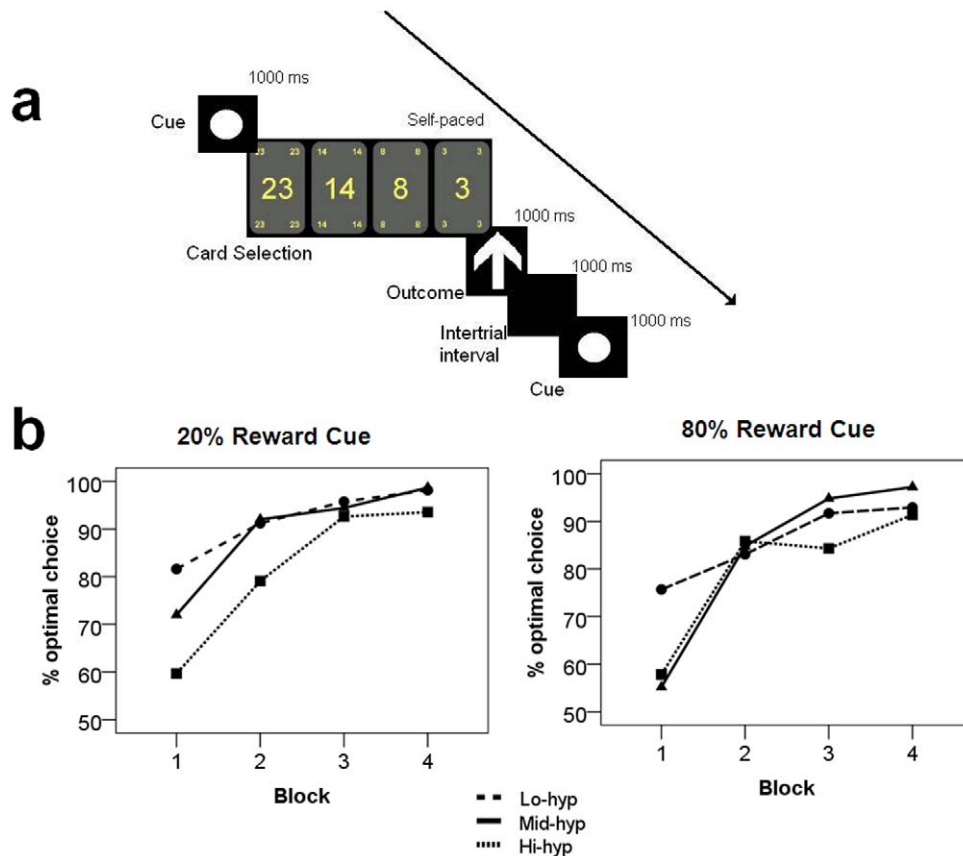 a
1000 ms
Cue
Self-paced
23 23 14 14 8 8 3 3
23 14 8 3
23 23 14 14 8 8 3 3
Card Selection
1000 ms
Outcome
1000 ms
Intertrial
interval
1000 ms
Cue
b
20% Reward Cue
% optimal choice
100
90
80
70
60
50
1 2 3 4
Block
80% Reward Cue
% optimal choice
100
90
80
70
60
50
1 2 3 4
Block
Lo-hyp
Mid-hyp
Hi-hyp